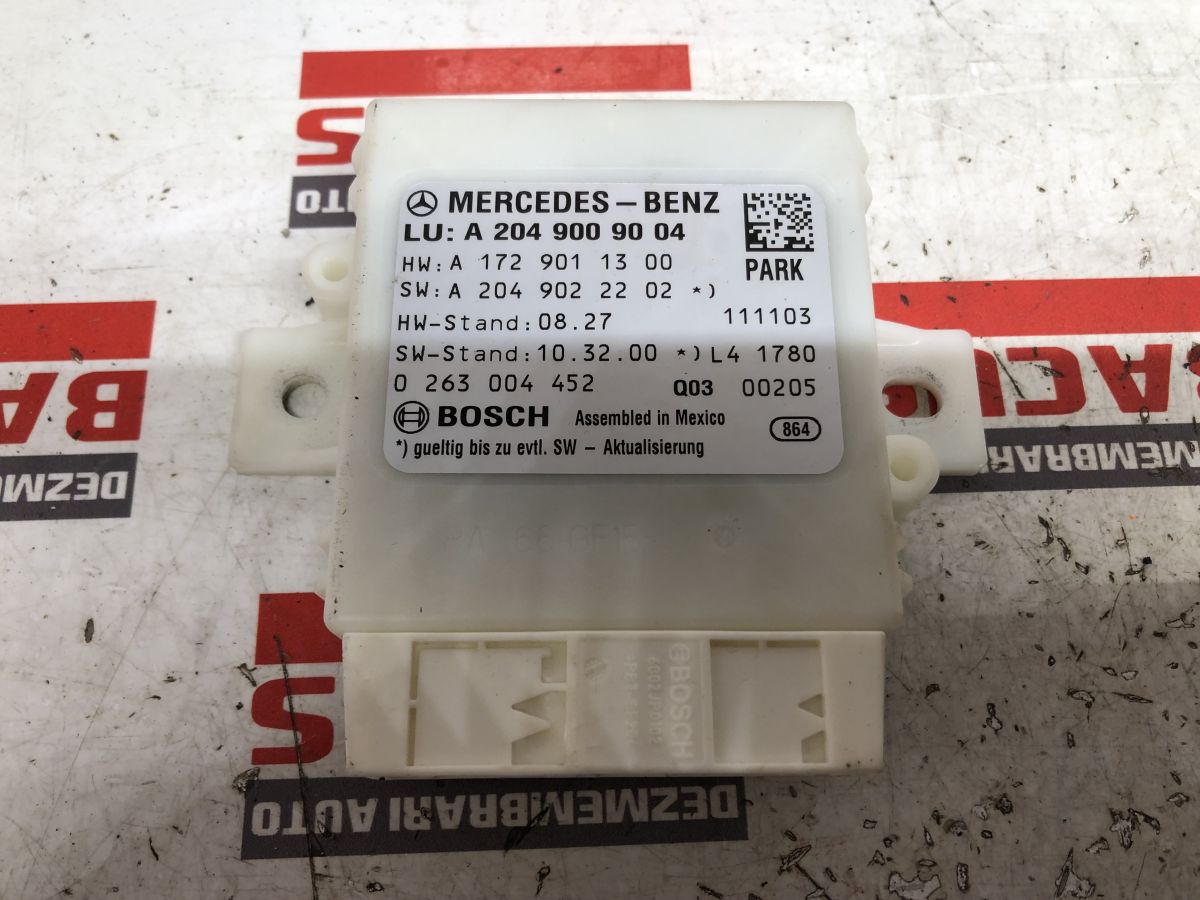 MERCEDES – BENZ
LU: A 204 900 90 04
HW: A 172 901 13 00
PARK
SW: A 204 902 22 02 *)
HW-Stand: 08.27 111103
SW-Stand: 10.32.00 *) L4 1780
0 263 004 452 Q03 00205
BOSCH Assembled in Mexico 864
*) gueltig bis zu evtl. SW – Aktualisierung
BOSCH
DEZMEMBRARI AUTO
DEZMEMBRARI
BACU
AUTO